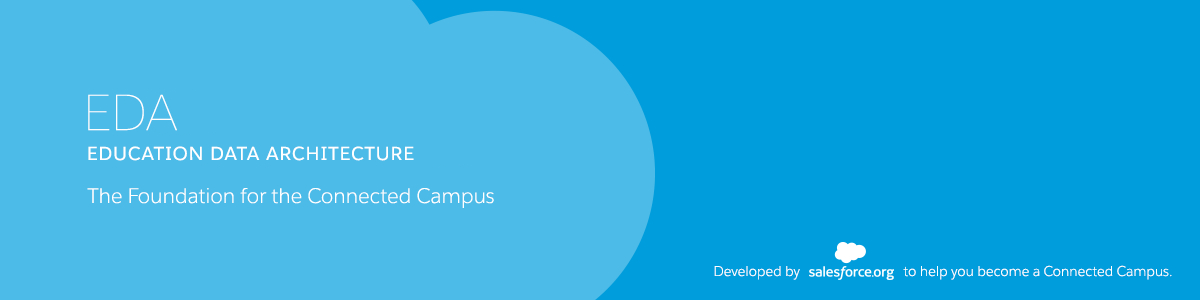 EDA
EDUCATION DATA ARCHITECTURE
The Foundation for the Connected Campus
Developed by salesforce.org to help you become a Connected Campus.